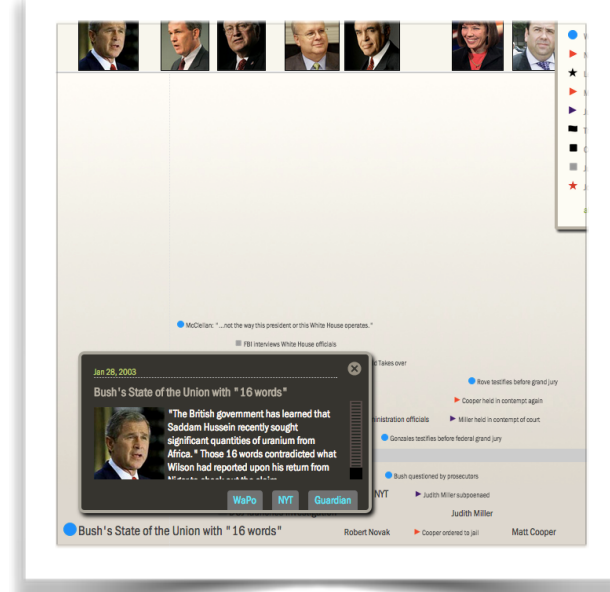 McClellan: "...not the way this president or this White House operates."
FBI interviews White House officials
Takes over
Jan 28, 2003
Bush's State of the Union with "16 words"
"The British government has learned that
Saddam Hussein recently sought
significant quantities of uranium from
Africa." Those 16 words contradicted what
Wilson had reported upon his return from
WaPo NYT Guardian
Rove testifies before grand jury
Cooper held in contempt again
officials Miller held in contempt of court
Gonzales testifies before federal grand jury
Bush questioned by prosecutors
NYT Judith Miller subpoenaed
Judith Miller
Bush's State of the Union with "16 words" Robert Novak Cooper ordered to jail Matt Cooper